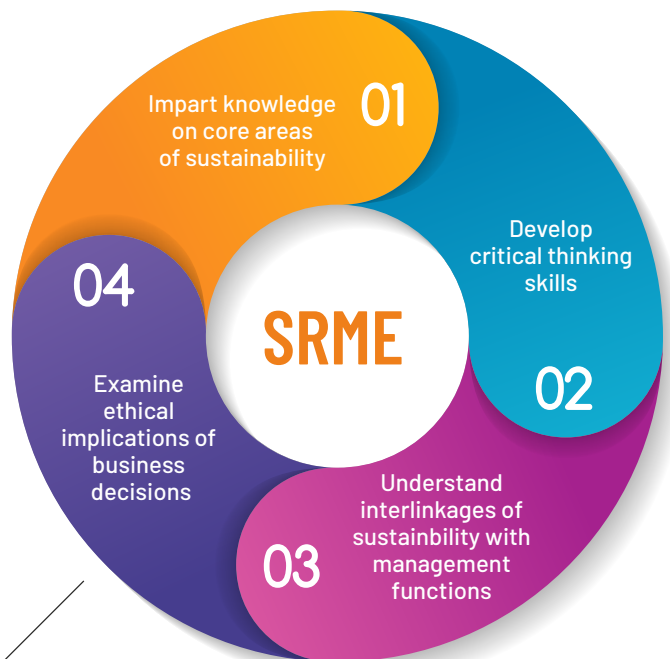 Impart knowledge
on core areas
of sustainability
01
Develop
critical thinking
skills
02
Understand
interlinkages of
sustainbility with
management
functions
03
04
Examine
ethical
implications of
business
decisions
SRME